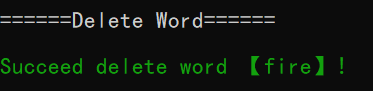 ======Delete Word======
Succeed delete word 【fire】!